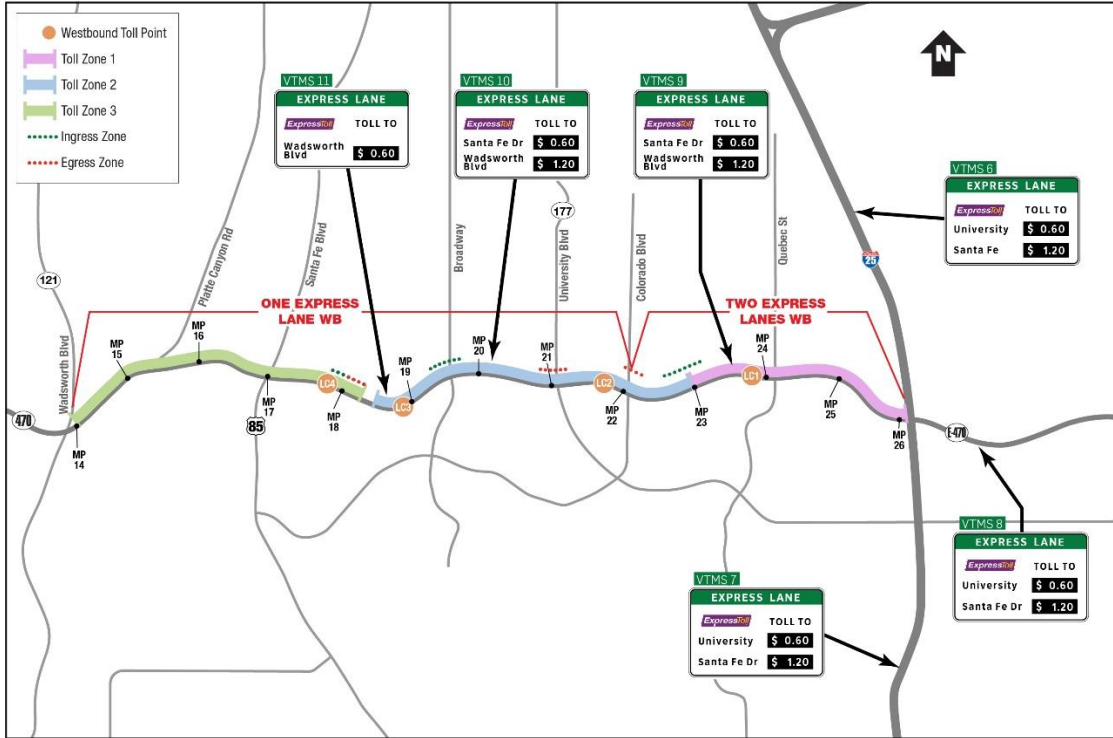 Westbound Toll Point
Toll Zone 1
Toll Zone 2
Toll Zone 3
Ingress Zone
Egress Zone
VTMS 11
EXPRESS LANE
ExpressToll TOLL TO
Wadsworth
Blvd $ 0.60
VTMS 10
EXPRESS LANE
ExpressToll TOLL TO
Santa Fe Dr $ 0.60
Wadsworth
Blvd $ 1.20
VTMS 9
EXPRESS LANE
ExpressToll TOLL TO
Santa Fe Dr $ 0.60
Wadsworth
Blvd $ 1.20
N
VTMS 6
EXPRESS LANE
ExpressToll TOLL TO
University $ 0.60
Santa Fe $ 1.20
121
Wadsworth Blvd
Platte Canyon Rd
Santa Fe Blvd
Broadway
177
University Blvd
Colorado Blvd
Quebec St
25
ONE EXPRESS
LANE WB
TWO EXPRESS
LANES WB
470
MP
14
MP
15
MP
16
MP
17
85
LC4
MP
18
LC3
MP
19
MP
20
MP
21
LC2
MP
22
MP
23
LC1
MP
24
MP
25
MP
26
E-470
VTMS 7
EXPRESS LANE
ExpressToll TOLL TO
University $ 0.60
Santa Fe Dr $ 1.20
VTMS 8
EXPRESS LANE
ExpressToll TOLL TO
University $ 0.60
Santa Fe Dr $ 1.20